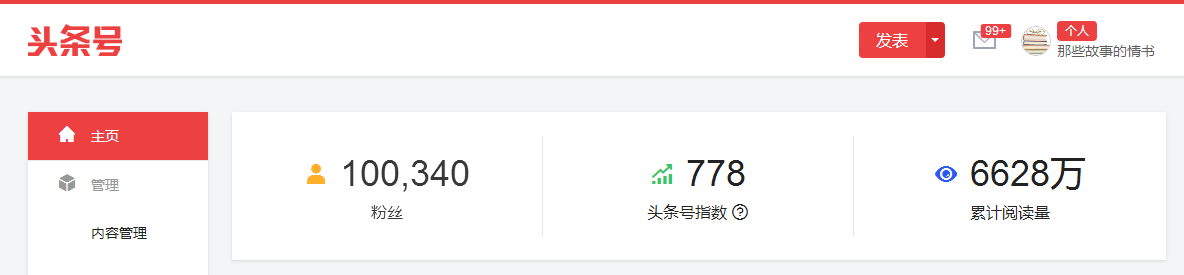 头条号
发表
99+
个人
那些故事的情书
主页
管理
内容管理
100,340
粉丝
778
头条号指数
6628万
累计阅读量